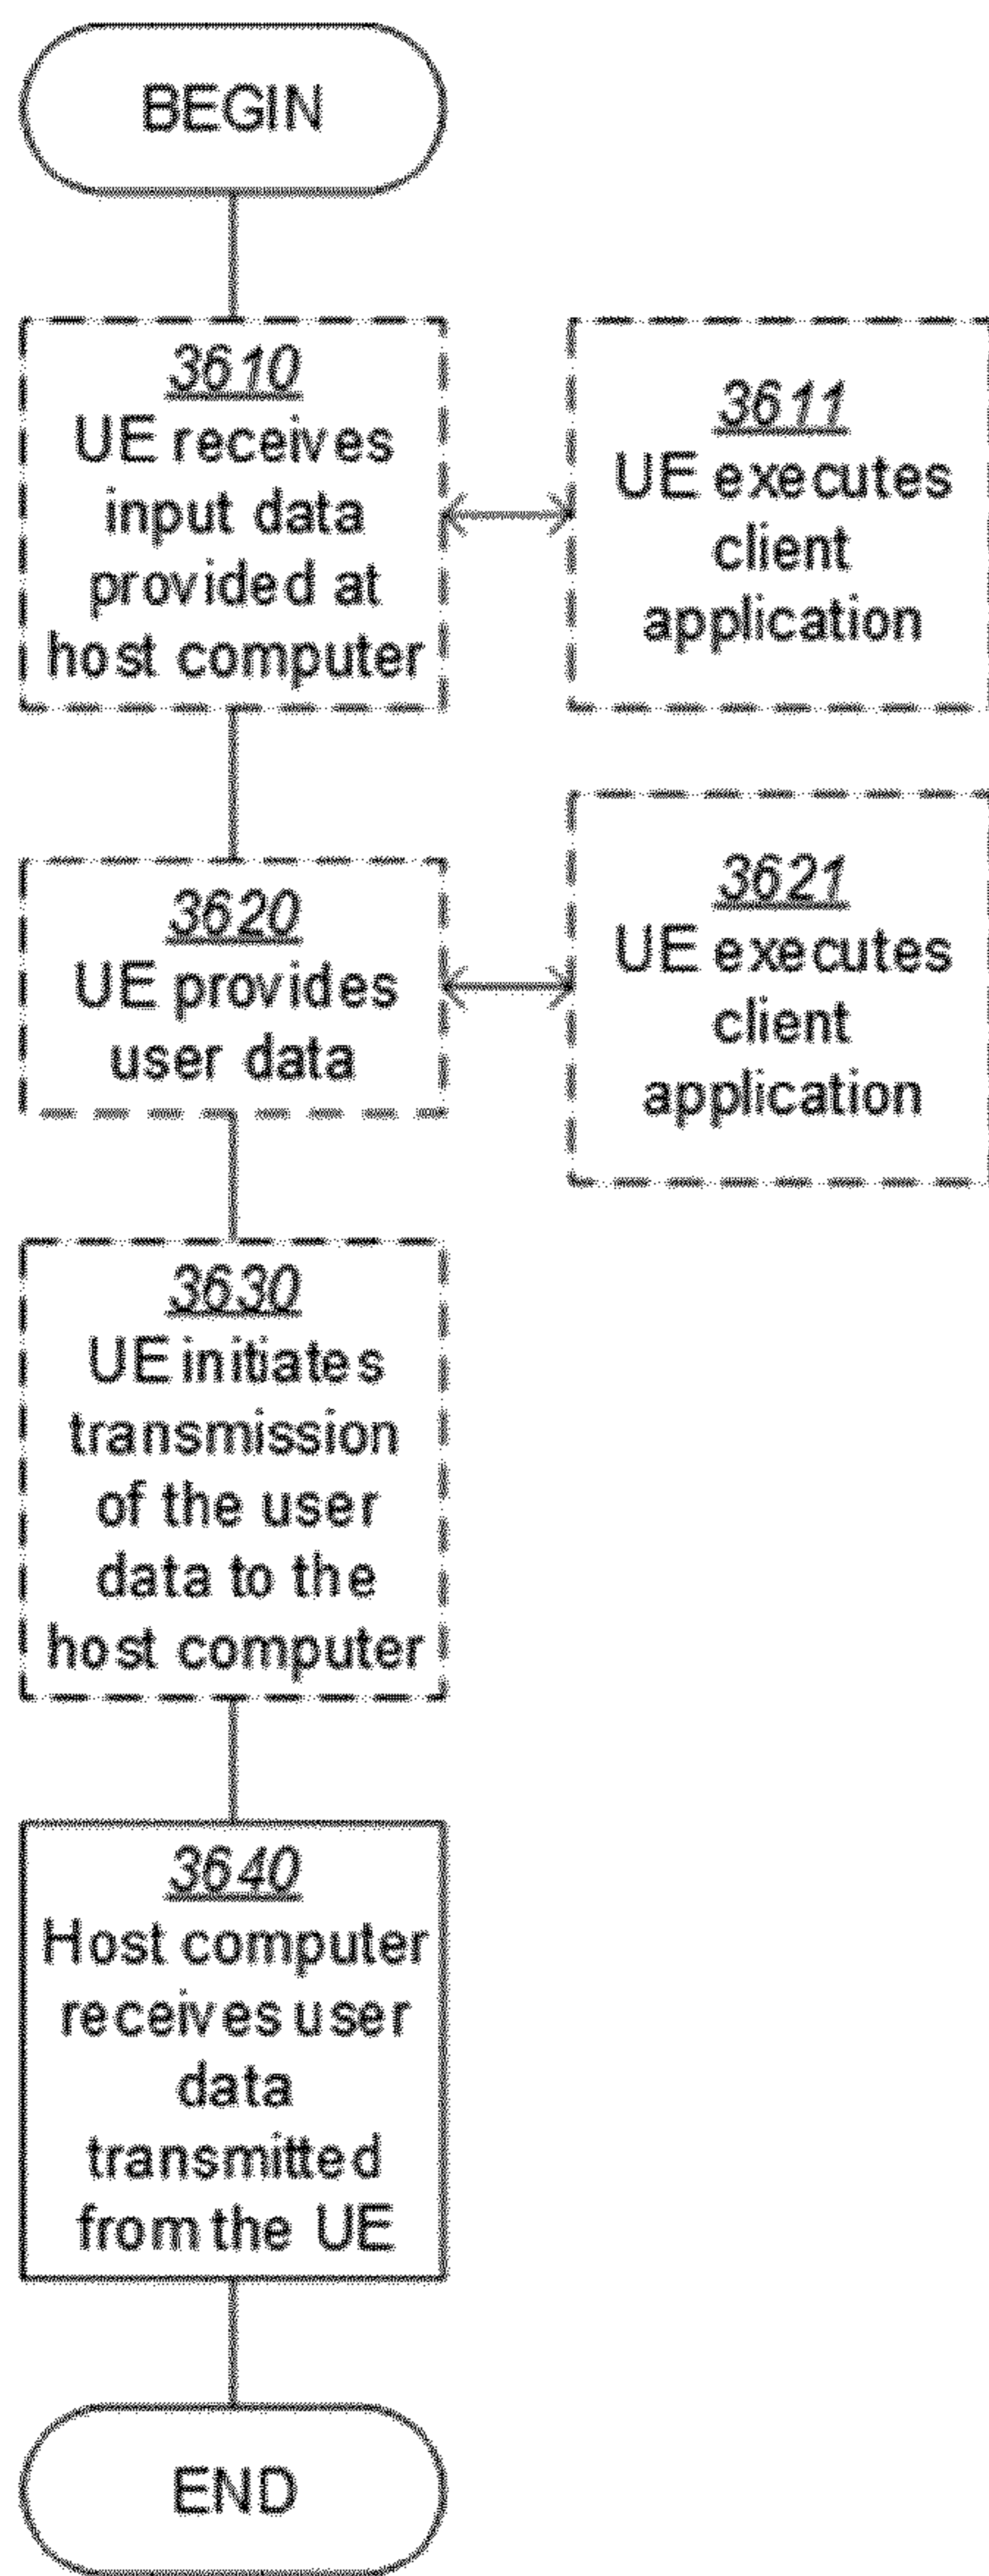 BEGIN
3610
UE receives
input data
provided at
host computer
3611
UE executes
client
application
3620
UE provides
user data
3621
UE executes
client
application
3630
UE initiates
transmission
of the user
data to the
host computer
3640
Host computer
receives user
data
transmitted
from the UE
END